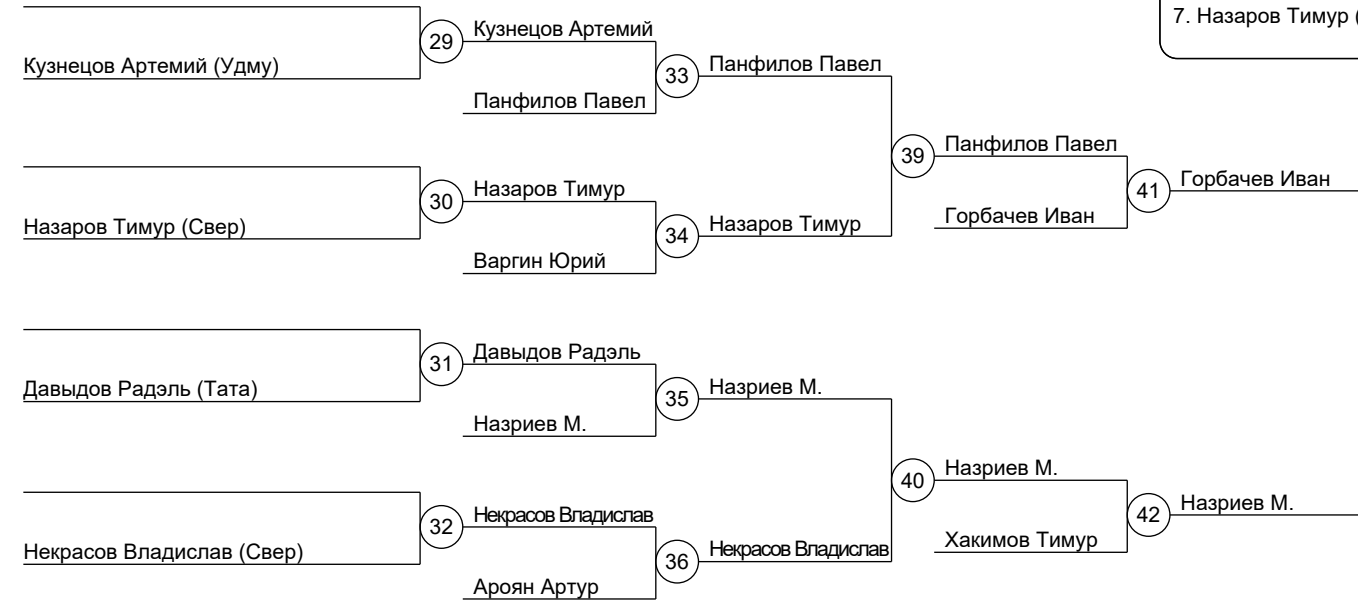 7. Назаров Тимур (
29
Кузнецов Артемий
Кузнецов Артемий (Удму)
33
Панфилов Павел
Панфилов Павел
39
Панфилов Павел
30
Назаров Тимур
41
Горбачев Иван
Назаров Тимур (Свер)
34
Назаров Тимур
Горбачев Иван
Варгин Юрий
31
Давыдов Радэль
Давыдов Радэль (Тата)
35
Назриев М.
Назриев М.
40
Назриев М.
32
Некрасов Владислав
42
Назриев М.
Некрасов Владислав (Свер)
36
Некрасов Владислав
Хакимов Тимур
Ароян Артур